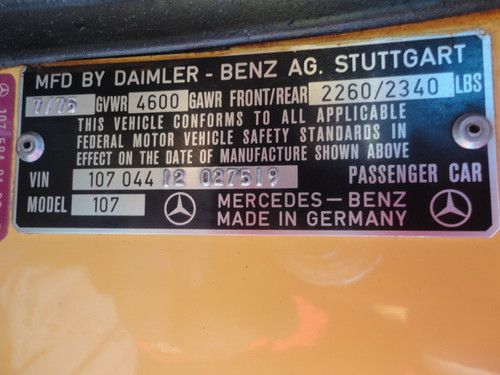 MFD BY DAIMLER - BENZ AG. STUTTGART
GVWR 4600 GAWR FRONT/REAR 2260/2340 LBS
THIS VEHICLE CONFORMS TO ALL APPLICABLE
FEDERAL MOTOR VEHICLE SAFETY STANDARDS IN
EFFECT ON THE DATE OF MANUFACTURE SHOWN ABOVE
VIN 107 044 12 027519 PASSENGER CAR
MODEL 107 MERCEDES-BENZ
MADE IN GERMANY